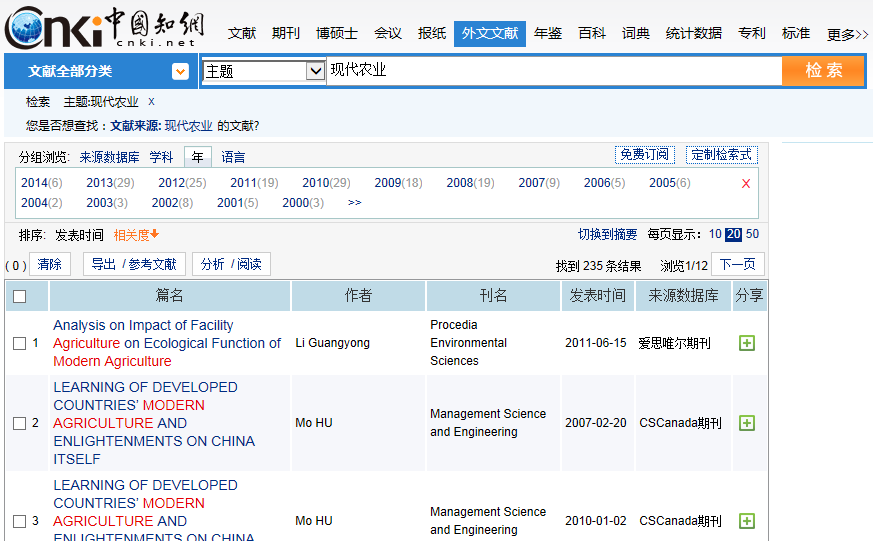 Cnki 中國知網
cnki.net
文献 期刊 博硕士 会议 报纸 外文文献 年鉴 百科 词典 统计数据 专利 标准 更多>>
文献全部分类 主题 现代农业 检 索
检索 主题:现代农业 x
您是否想查找：文献来源: 现代农业 的文献?
分组浏览: 来源数据库 学科 年 语言 免费订阅 定制检索式
2014(6) 2013(29) 2012(25) 2011(19) 2010(29) 2009(18) 2008(19) 2007(9) 2006(5) 2005(6) X
2004(2) 2003(3) 2002(8) 2001(5) 2000(3) >>
排序: 发表时间 相关度 切换到摘要 每页显示: 10 20 50
( 0 ) 清除 导出 / 参考文献 分析 / 阅读 找到 235 条结果 浏览1/12 下一页
篇名 作者 刊名 发表时间 来源数据库 分享
1 Analysis on Impact of Facility
Agriculture on Ecological Function of
Modern Agriculture
Li Guangyong
Procedia
Environmental
Sciences
2011-06-15 爱思唯尔期刊
2 LEARNING OF DEVELOPED
COUNTRIES' MODERN
AGRICULTURE AND
ENLIGHTENMENTS ON CHINA
ITSELF
Mo HU
Management Science
and Engineering
2007-02-20 CSCanada期刊
3 LEARNING OF DEVELOPED
COUNTRIES' MODERN
AGRICULTURE AND
ENLIGHTENMENTS ON CHINA
Mo HU
Management Science
and Engineering
2010-01-02 CSCanada期刊